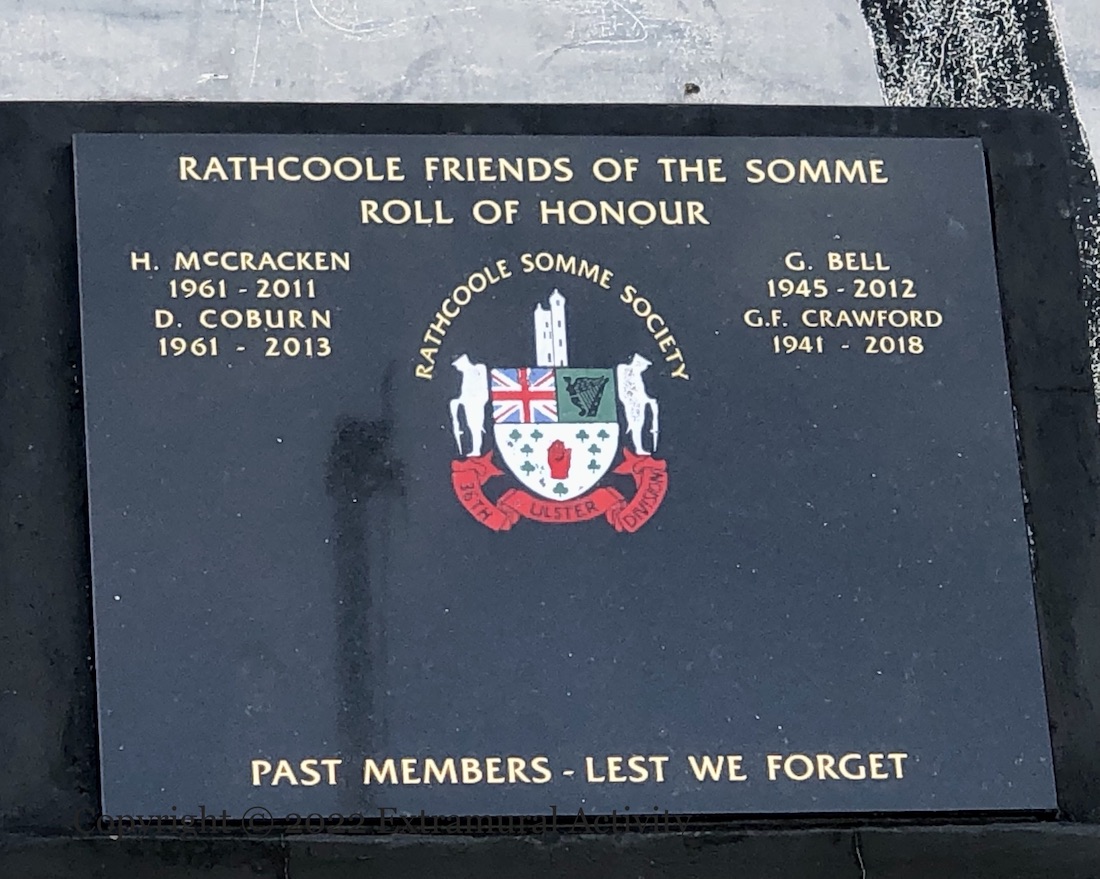 RATHCOOLE FRIENDS OF THE SOMME
ROLL OF HONOUR
H. McCRACKEN
1961 - 2011
D. COBURN
1961 - 2013
RATHCOOLE SOMME SOCIETY
36TH ULSTER DIVISION
G. BELL
1945 - 2012
G.F. CRAWFORD
1941 - 2018
PAST MEMBERS - LEST WE FORGET
Copyright © 2022 Extramural Activity